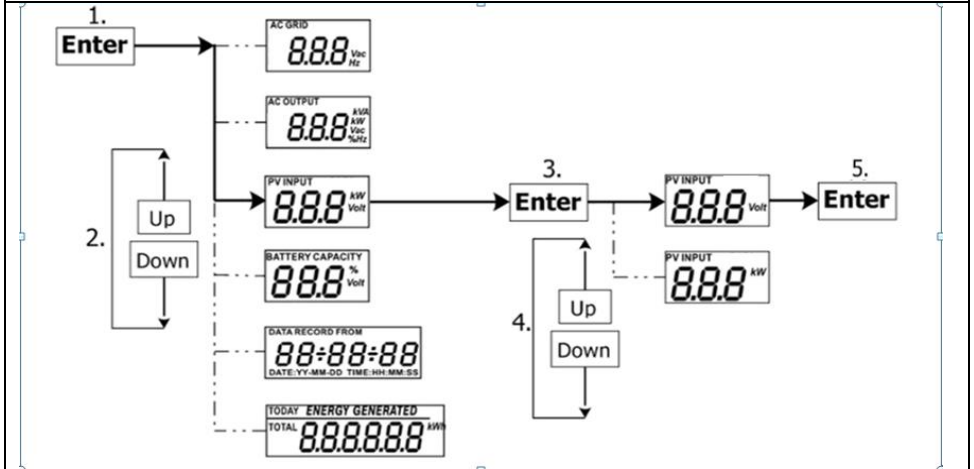 1.
Enter
AC GRID
8.8.8 Vac
Hz
AC OUTPUT
8.8.8 kVA
kW
Vac
%Hz
PV INPUT
8.8.8 kW
Volt
BATTERY CAPACITY
8 8.8 %
Volt
DATA RECORD FROM
88:88:88
DATE:YY-MM-DD TIME:HH:MM:SS
TODAY ENERGY GENERATED
TOTAL 8.8.8.8.8.8 kWh
2.
Up
Down
3.
Enter
4.
Up
Down
PV INPUT
8.8.8 Volt
PV INPUT
8.8.8 kW
5.
Enter